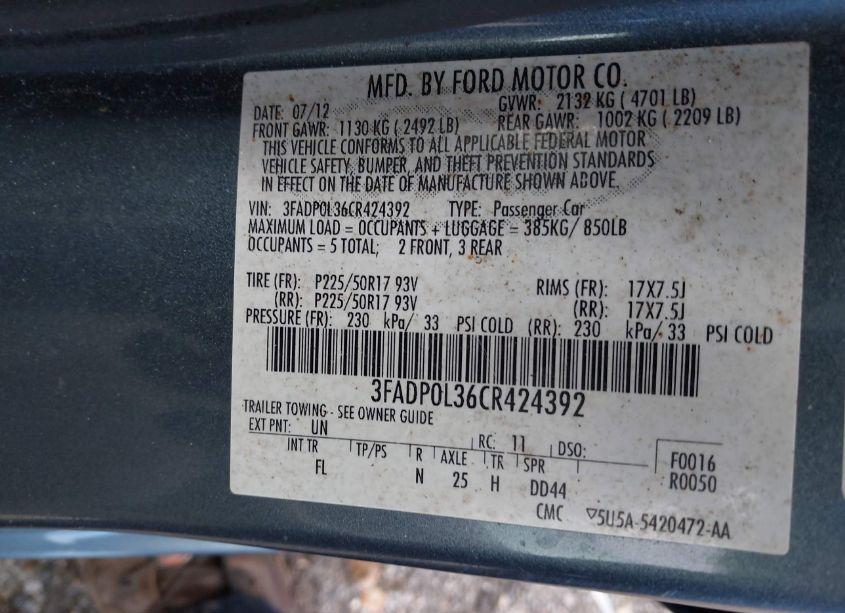 MFD. BY FORD MOTOR CO.
DATE: 07/12 GVWR: 2132 KG ( 4701 LB)
FRONT GAWR: 1130 KG ( 2492 LB) REAR GAWR: 1002 KG ( 2209 LB)
THIS VEHICLE CONFORMS TO ALL APPLICABLE FEDERAL MOTOR
VEHICLE SAFETY, BUMPER, AND THEFT PREVENTION STANDARDS
IN EFFECT ON THE DATE OF MANUFACTURE SHOWN ABOVE.
VIN: 3FADP0L36CR424392 TYPE: Passenger Car
MAXIMUM LOAD = OCCUPANTS + LUGGAGE = 385KG/ 850LB
OCCUPANTS = 5 TOTAL; 2 FRONT, 3 REAR
TIRE (FR): P225/50R17 93V RIMS (FR): 17X7.5J
(RR): P225/50R17 93V (RR): 17X7.5J
PRESSURE (FR): 230 kPa/ 33 PSI COLD (RR): 230 kPa/ 33 PSI COLD
3FADP0L36CR424392
TRAILER TOWING - SEE OWNER GUIDE
EXT PNT: UN RC: 11 DSO: F0016
INT TR TP/PS R AXLE TR SPR R0050
FL N 25 H DD44
CMC ▽5U5A-5420472-AA